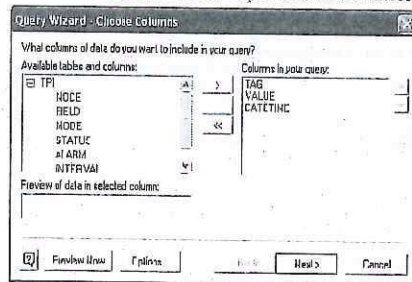 Query Wizard - Choose Columns
What columns of data do you want to include in your query?
Available tables and columns:
Columns in your query:
NODE
FIELD
MODE
STATUS
ALARM
INTERVAL
>
<<
TAG
VALUE
Preview of data in selected column:
?
Preview Now
Options
Next >
Cancel